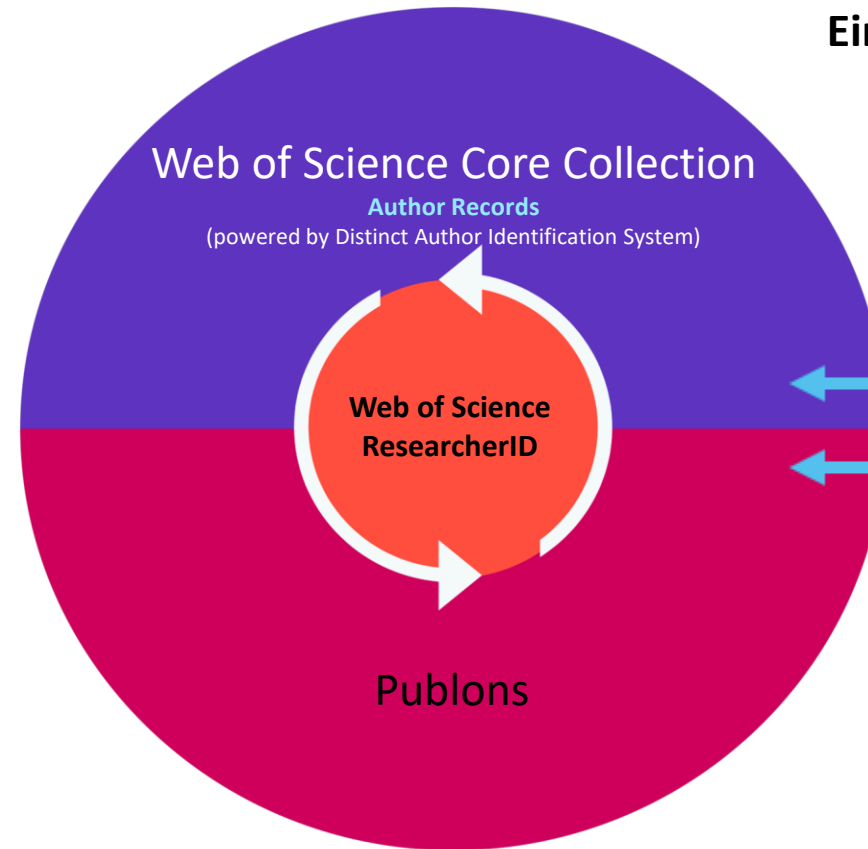 Web of Science Core Collection
Author Records
(powered by Distinct Author Identification System)
Web of Science
ResearcherID
Publons